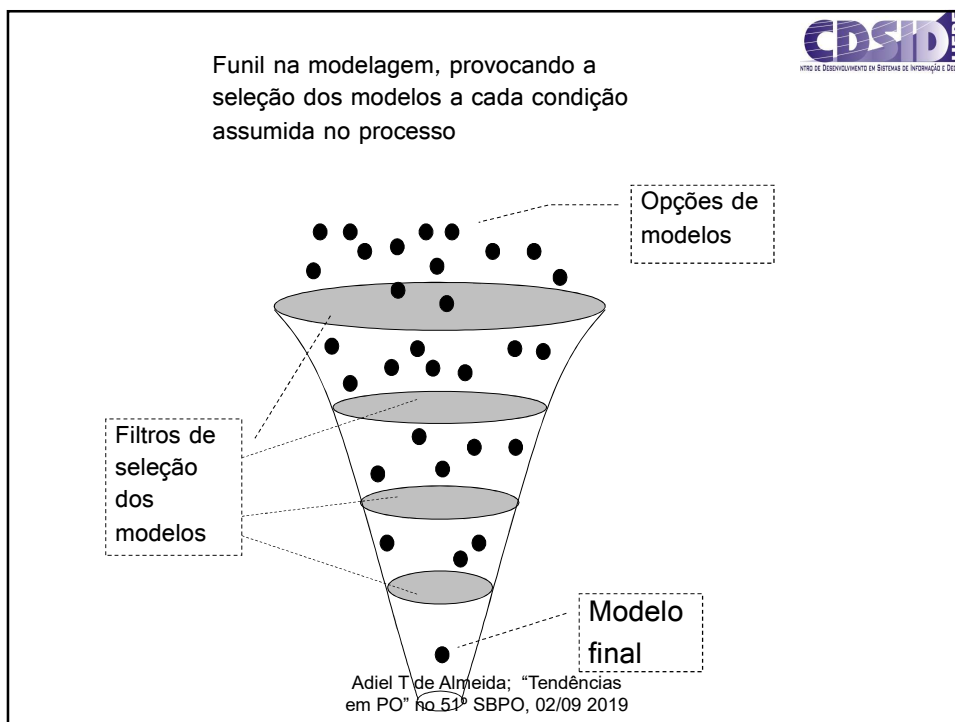 CDSID
UFPE
NTRO DE DESENVOLVIMENTO EM SISTEMAS DE INFORMAÇÃO E DE
Funil na modelagem, provocando a
seleção dos modelos a cada condição
assumida no processo
Opções de
modelos
Filtros de
seleção
dos
modelos
Modelo
final
Adiel T de Almeida; “Tendências
em PO” no 51º SBPO, 02/09 2019